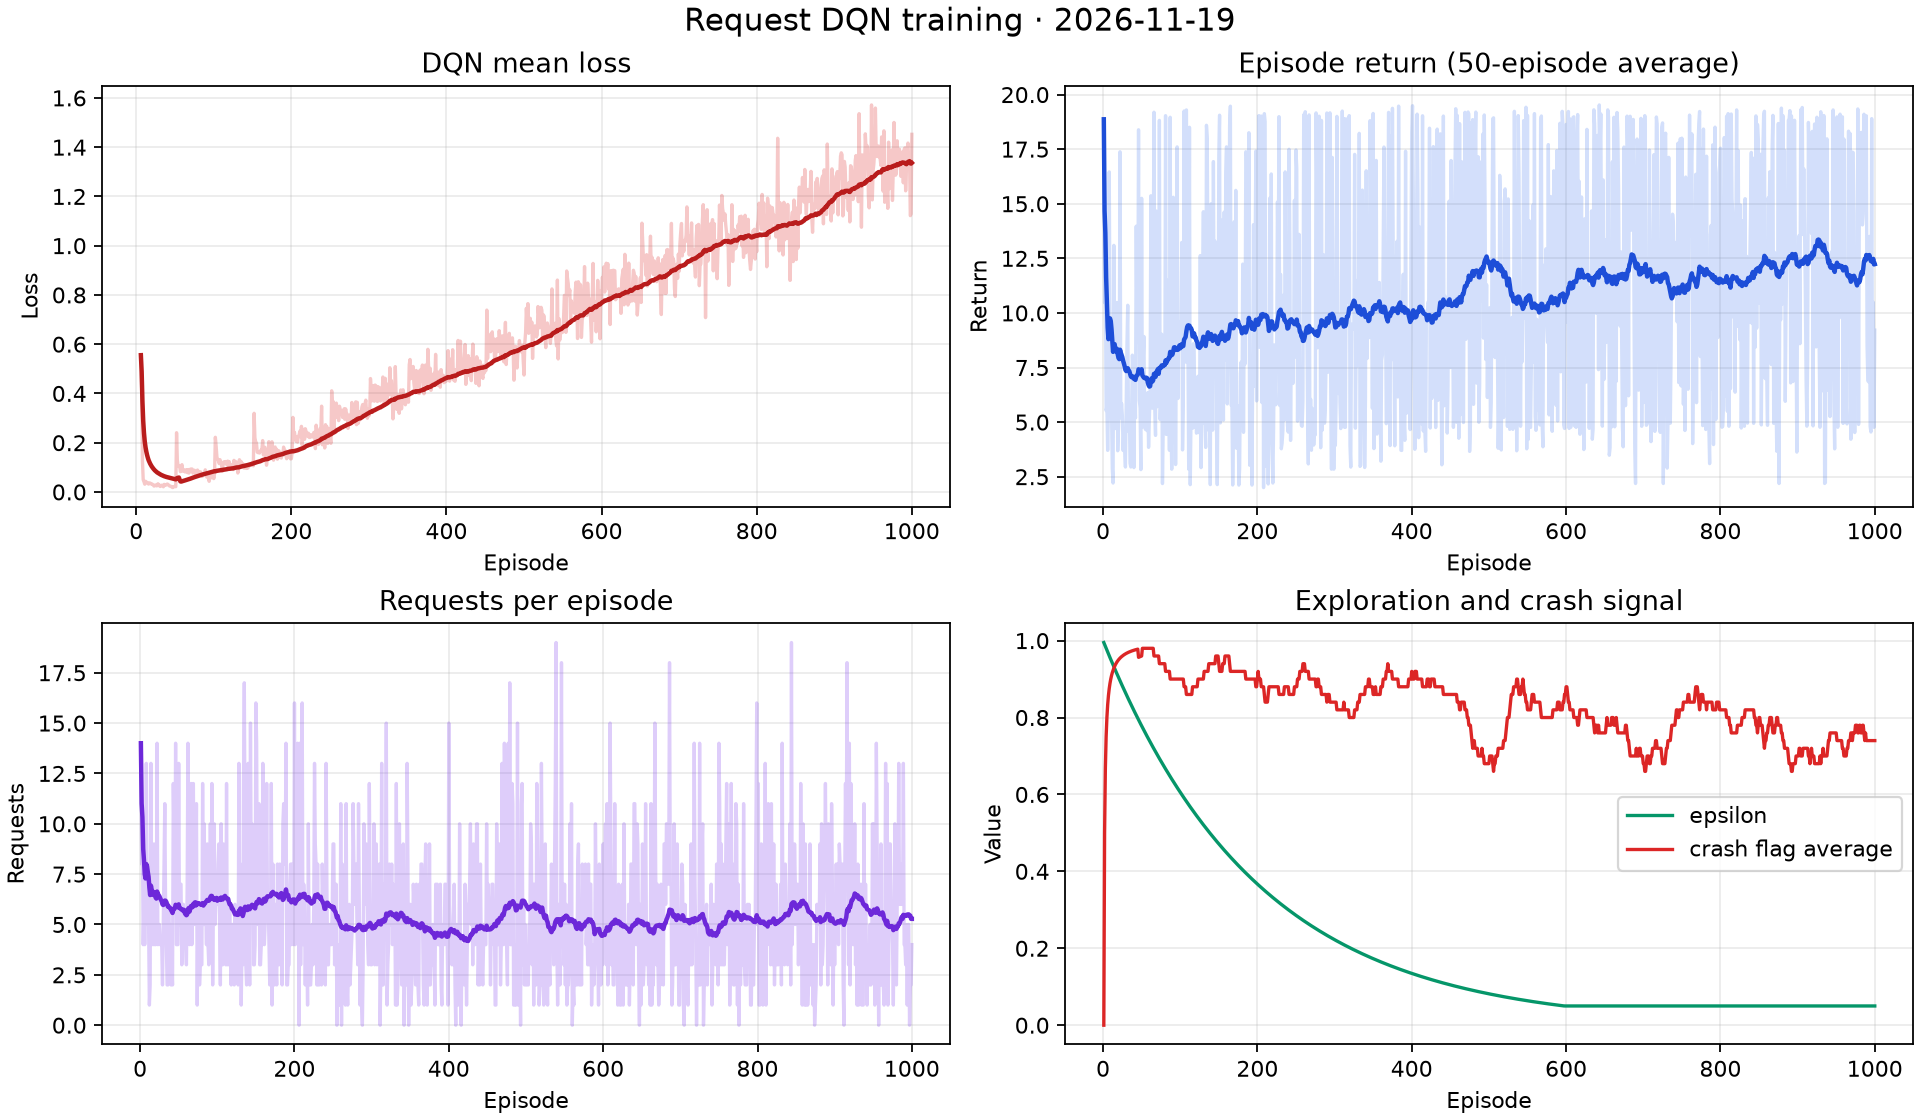 Request DQN training · 2026-11-19
DQN mean loss
1.6
1.4
1.2
1.0
0.8
0.6
0.4
0.2
0.0
Loss
0 200 400 600 800 1000
Episode
Episode return (50-episode average)
20.0
17.5
15.0
12.5
10.0
7.5
5.0
2.5
Return
0 200 400 600 800 1000
Episode
Requests per episode
17.5
15.0
12.5
10.0
7.5
5.0
2.5
0.0
Requests
0 200 400 600 800 1000
Episode
Exploration and crash signal
1.0
0.8
0.6
0.4
0.2
0.0
Value
epsilon
crash flag average
0 200 400 600 800 1000
Episode